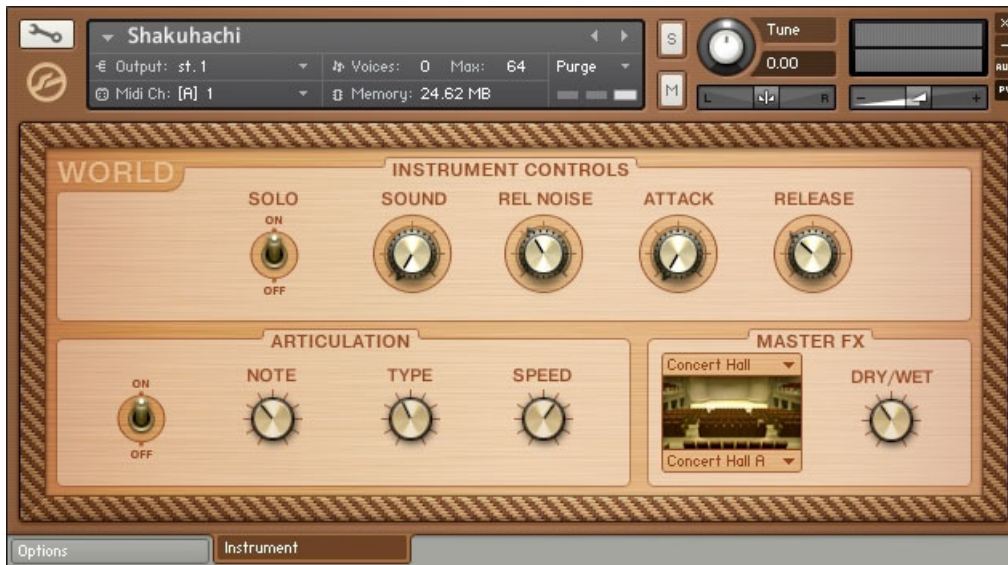 Shakuhachi
Output: st. 1
Voices: 0 Max: 64
Purge
Midi Ch: [A] 1
Memory: 24.62 MB
S
M
Tune
0.00
L R
- +
×
-
AU
PV
WORLD
INSTRUMENT CONTROLS
SOLO
SOUND
REL NOISE
ATTACK
RELEASE
ON
OFF
ARTICULATION
ON
OFF
NOTE
TYPE
SPEED
MASTER FX
Concert Hall
Concert Hall A
DRY/WET
Options
Instrument